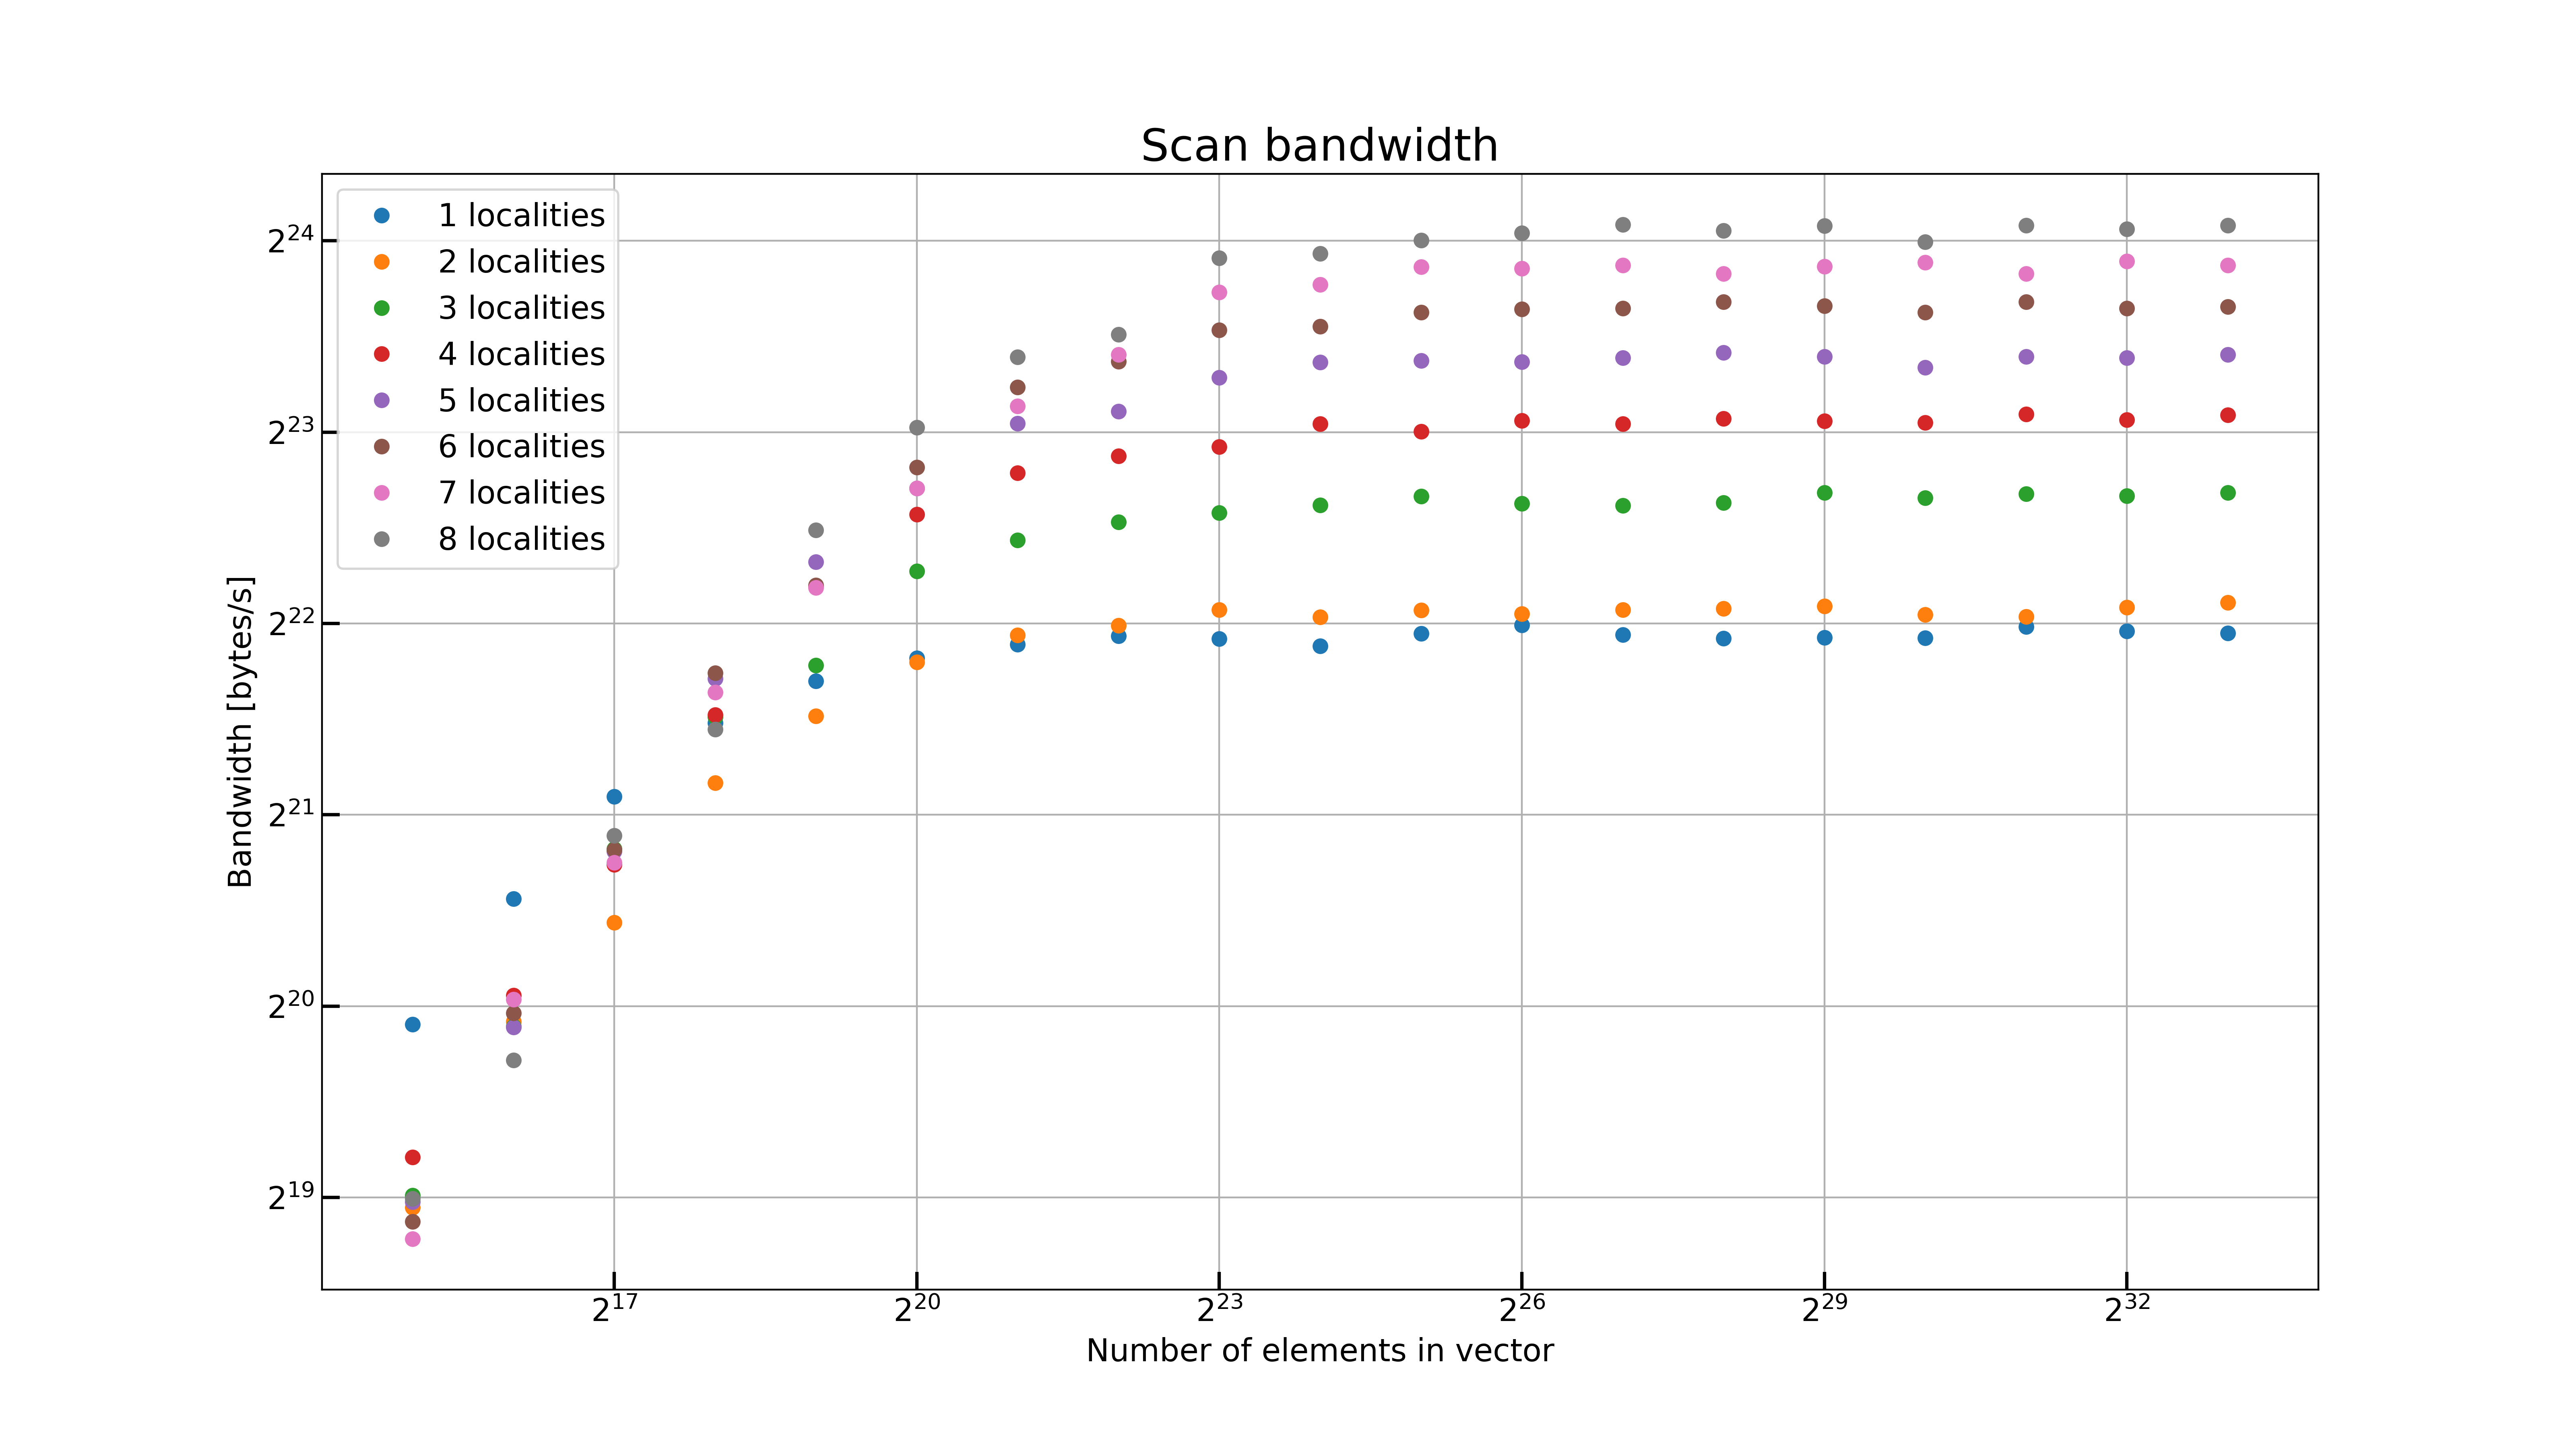 Scan bandwidth
1 localities
2 localities
3 localities
4 localities
5 localities
6 localities
7 localities
8 localities
2^24
2^23
2^22
2^21
2^20
2^19
Bandwidth [bytes/s]
2^17 2^20 2^23 2^26 2^29 2^32
Number of elements in vector